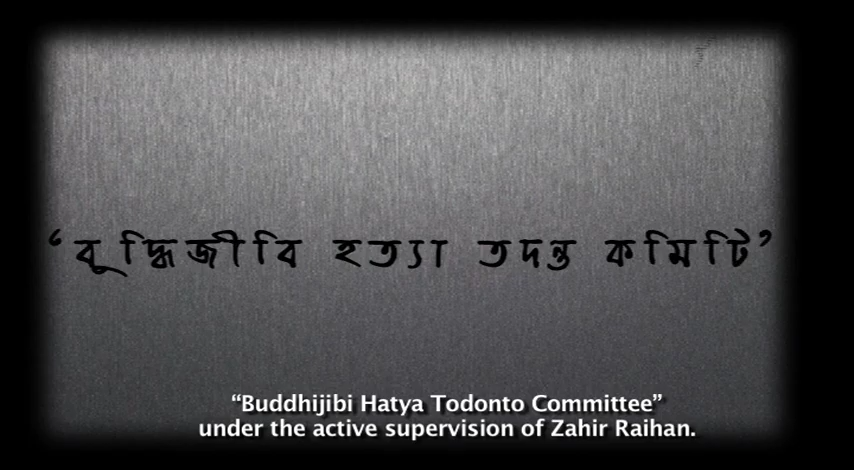 ‘বুদ্ধিজীবি হত্যা তদন্ত কমিটি’
“Buddhijibi Hatya Todonto Committee”
under the active supervision of Zahir Raihan.